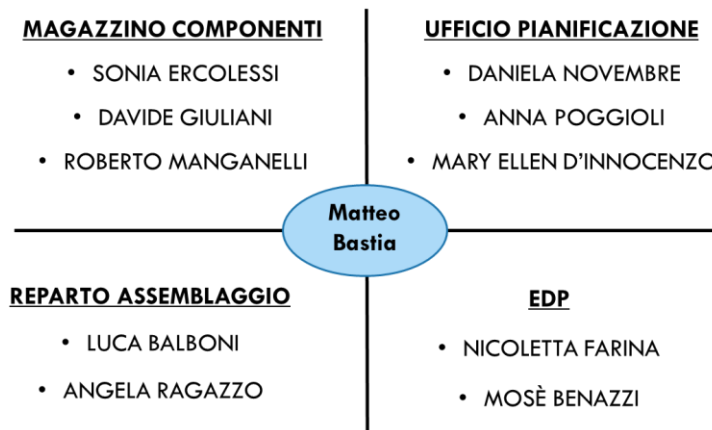 MAGAZZINO COMPONENTI
• SONIA ERCOLESSI
• DAVIDE GIULIANI
• ROBERTO MANGANELLI
UFFICIO PIANIFICAZIONE
• DANIELA NOVEMBRE
• ANNA POGGIOLI
• MARY ELLEN D'INNOCENZO
Matteo
Bastia
REPARTO ASSEMBLAGGIO
• LUCA BALBONI
• ANGELA RAGAZZO
EDP
• NICOLETTA FARINA
• MOSÈ BENAZZI